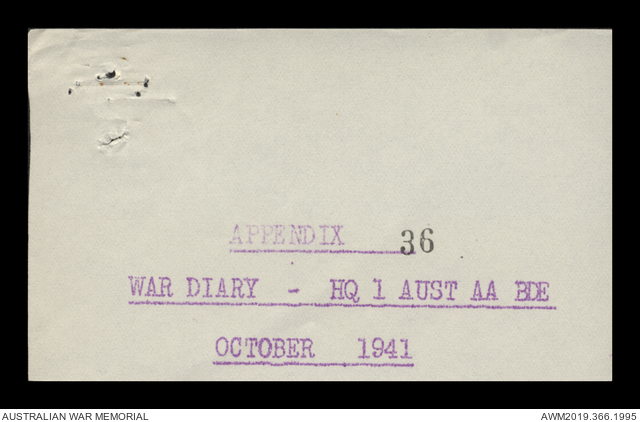 APPENDIX 36
WAR DIARY - HQ 1 AUST AA BDE
OCTOBER 1941
AUSTRALIAN WAR MEMORIAL
AWM2019.366.1995